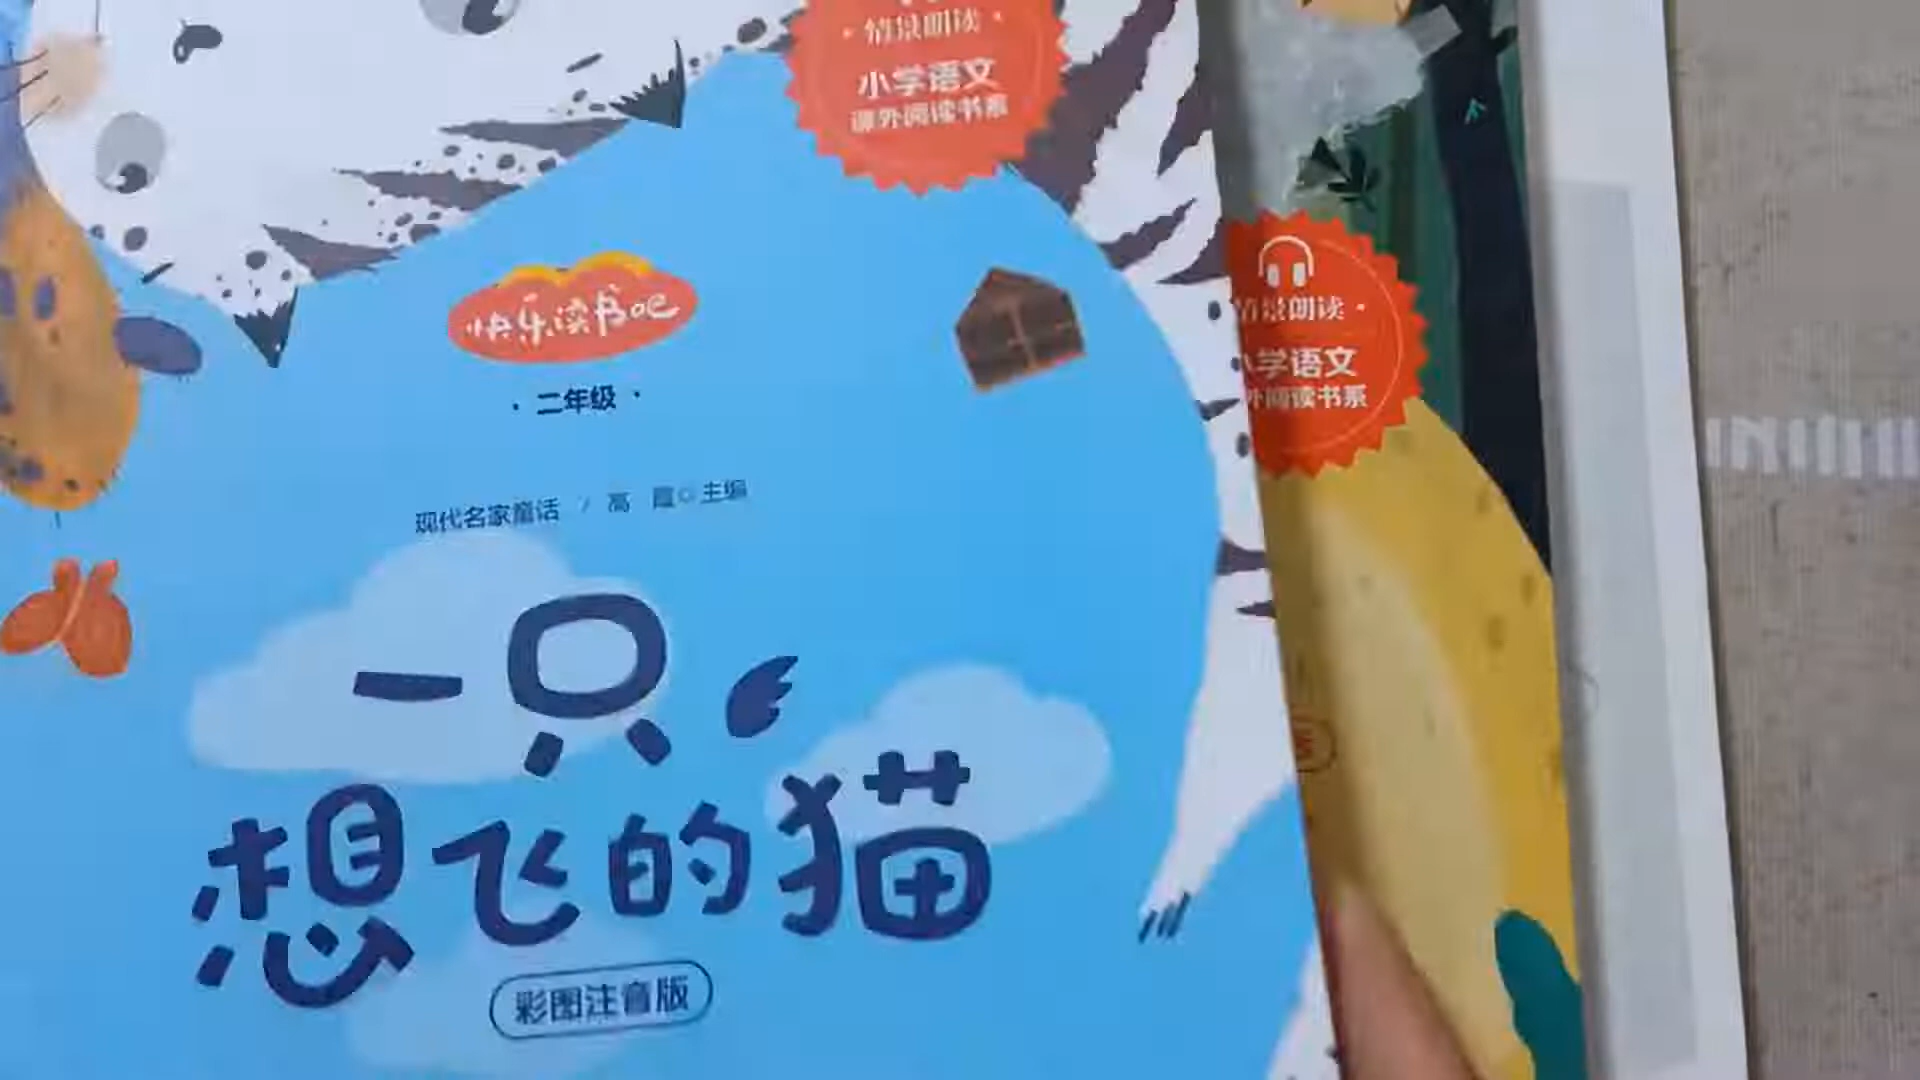 情景朗读
小学语文
课外阅读书系
快乐读书吧
·二年级·
现代名家童话 / 高 霞◎主编
一只
想飞的猫
彩图注音版
情景朗读·
学语文
外阅读书系